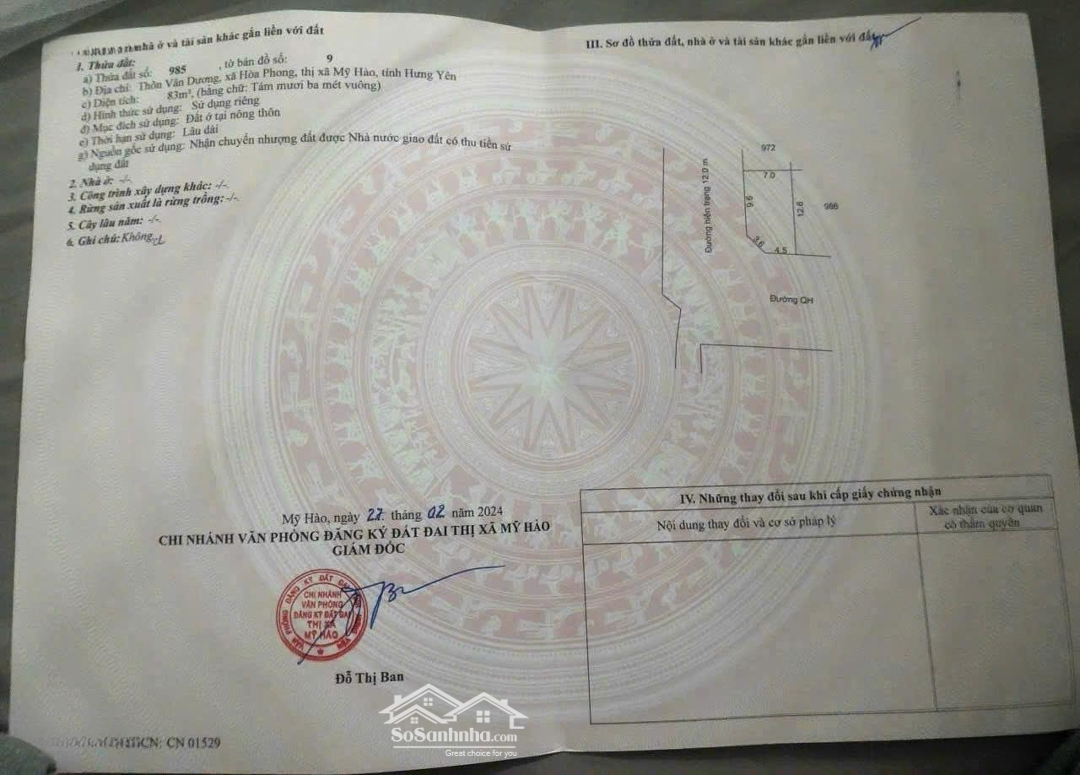 nhà ở và tài sản khác gắn liền với đất
1. Thửa đất:
a) Thửa đất số: 985 , tờ bản đồ số: 9
b) Địa chỉ: Thôn Vân Dương, xã Hòa Phong, thị xã Mỹ Hào, tỉnh Hưng Yên
c) Diện tích: 83m², (bằng chữ: Tám mươi ba mét vuông)
d) Hình thức sử dụng: Sử dụng riêng
đ) Mục đích sử dụng: Đất ở tại nông thôn
e) Thời hạn sử dụng: Lâu dài
g) Nguồn gốc sử dụng: Nhận chuyển nhượng đất được Nhà nước giao đất có thu tiền sử
dụng đất
2. Nhà ở: -/-.
3. Công trình xây dựng khác: -/-.
4. Rừng sản xuất là rừng trồng: -/-.
5. Cây lâu năm: -/-.
6. Ghi chú: Không
Mỹ Hào, ngày 27 tháng 02 năm 2024
CHI NHÁNH VĂN PHÒNG ĐĂNG KÝ ĐẤT ĐAI THỊ XÃ MỸ HÀO
GIÁM ĐỐC
CHI NHÁNH
VĂN PHÒNG
ĐĂNG KÝ ĐẤT ĐAI
THỊ XÃ
MỸ HÀO
Đỗ Thị Ban
CN 01529
III. Sơ đồ thửa đất, nhà ở và tài sản khác gắn liền với đất
972
7.0
Đường hiện trạng 12.0 m
9.6
12.6
986
3.6
4.5
Đường QH
IV. Những thay đổi sau khi cấp giấy chứng nhận
Nội dung thay đổi và cơ sở pháp lý
Xác nhận của cơ quan
có thẩm quyền
SoSanhnha.com
Great choice for you